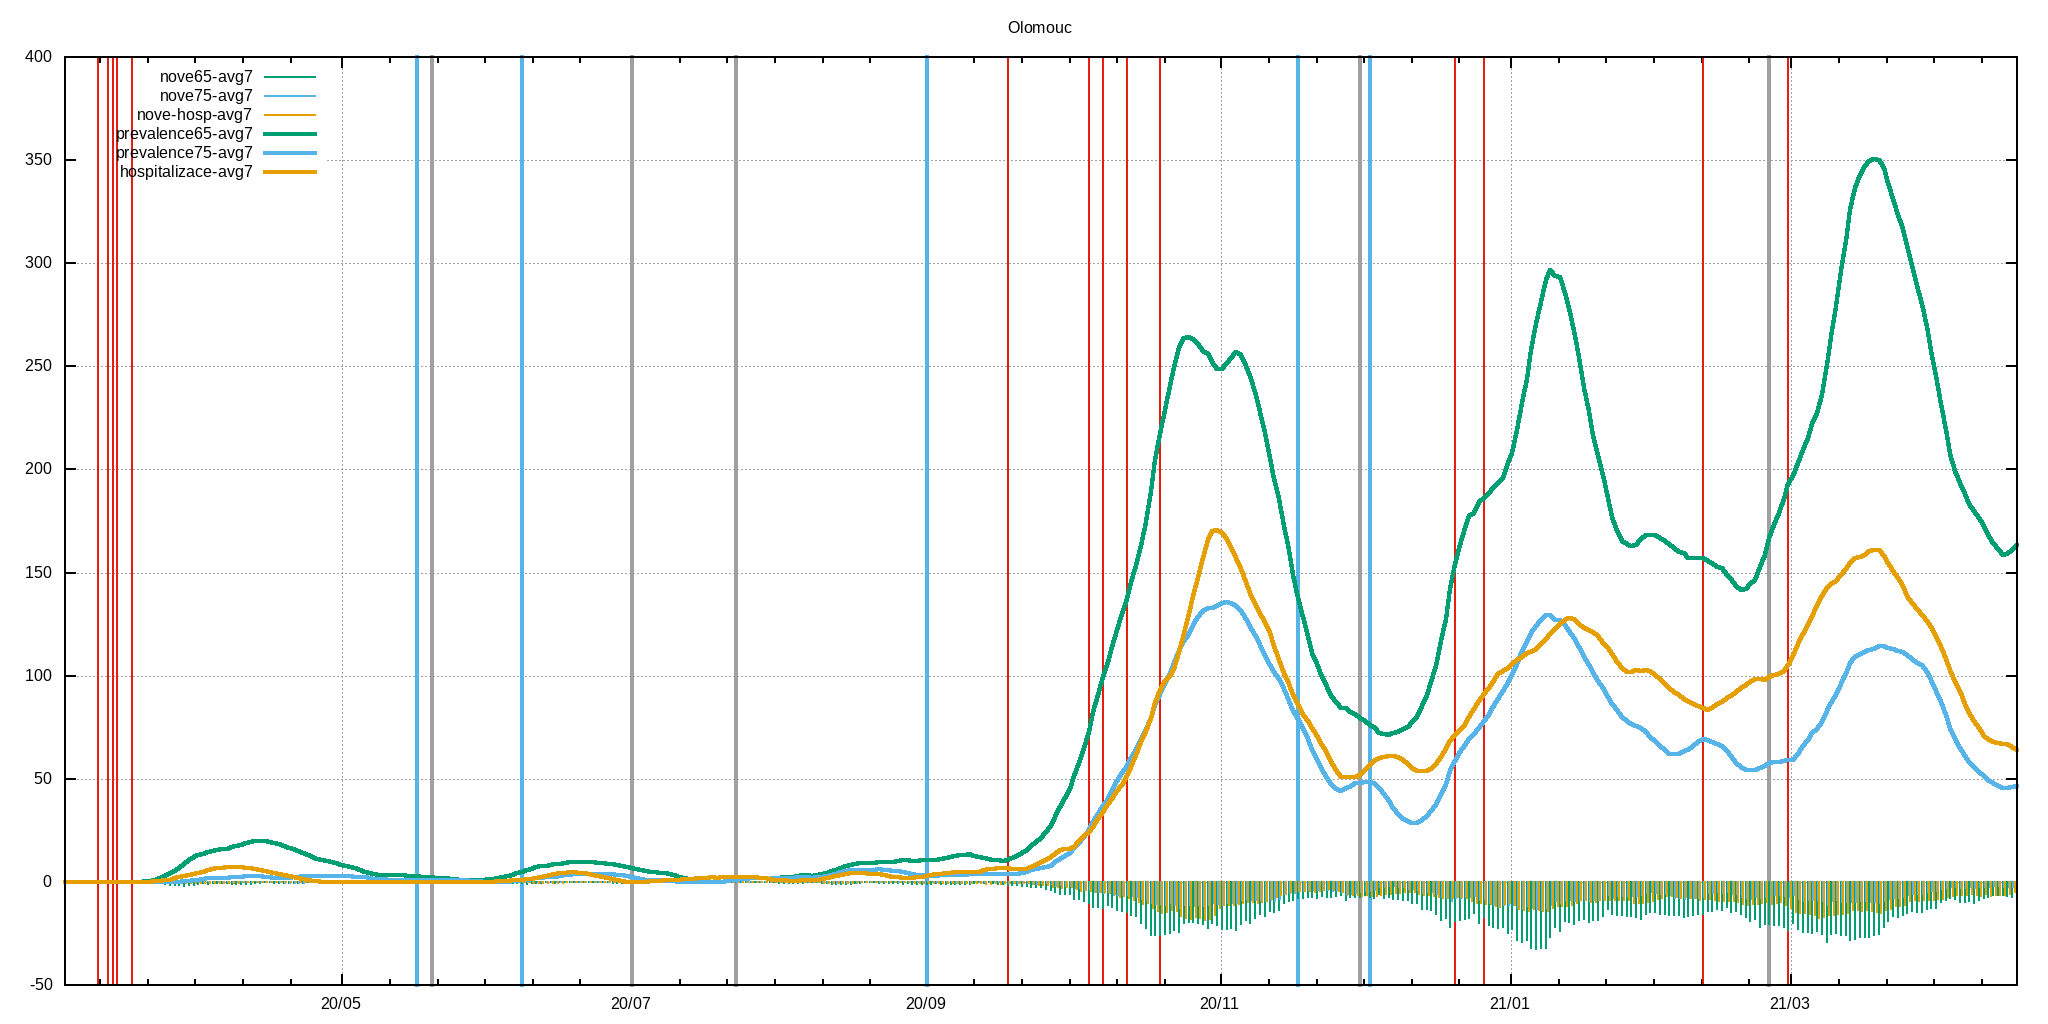 Olomouc
400
350
300
250
200
150
100
50
0
-50
nove65-avg7
nove75-avg7
nove-hosp-avg7
prevalence65-avg7
prevalence75-avg7
hospitalizace-avg7
20/05 20/07 20/09 20/11 21/01 21/03